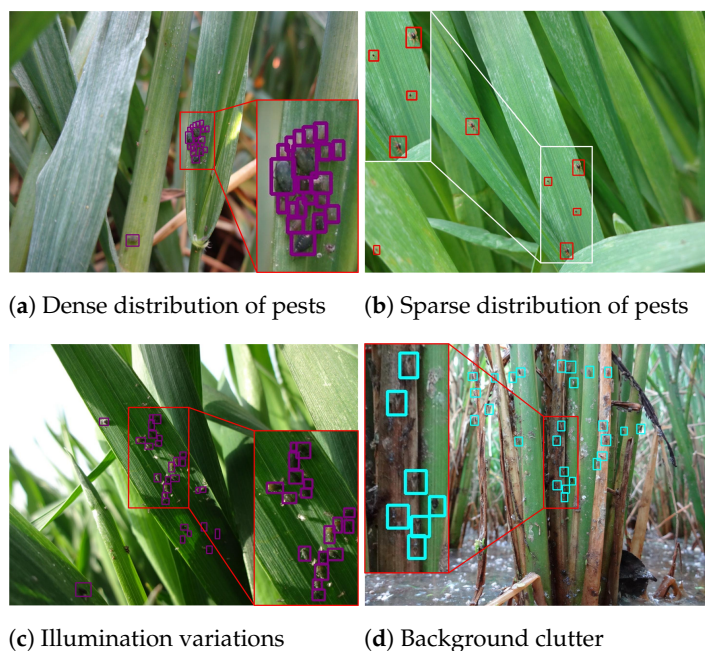 (a) Dense distribution of pests
(b) Sparse distribution of pests
(c) Illumination variations
(d) Background clutter